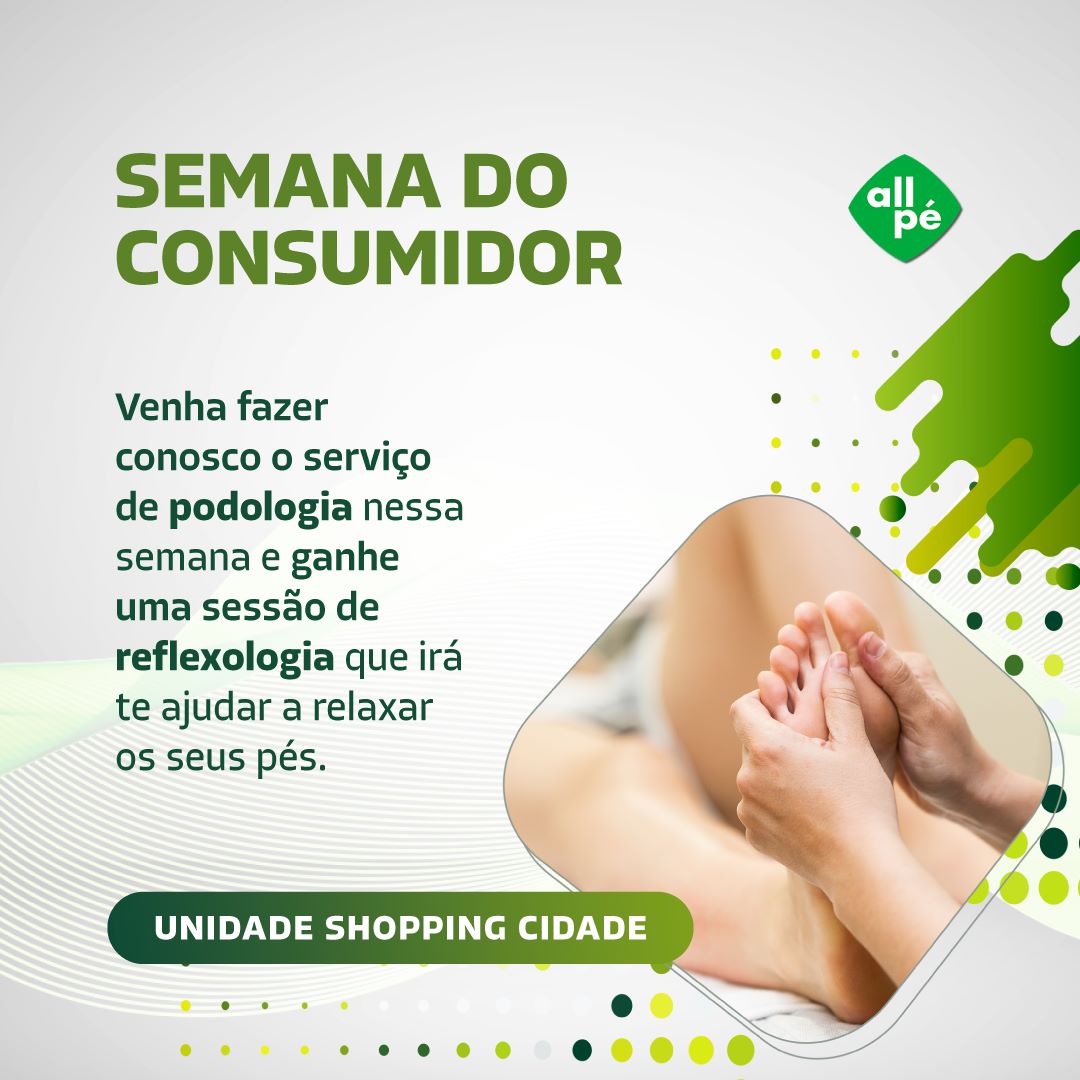 SEMANA DO
CONSUMIDOR
all
pé
Venha fazer
conosco o serviço
de podologia nessa
semana e ganhe
uma sessão de
reflexologia que irá
te ajudar a relaxar
os seus pés.
UNIDADE SHOPPING CIDADE